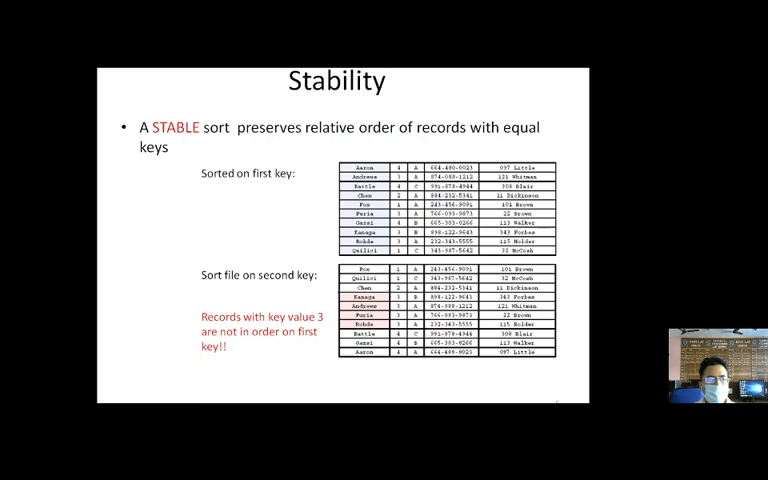 Stability
• A STABLE sort preserves relative order of records with equal
keys
Sorted on first key:
Aaron 4 A 664-480-0023 097 Little
Andrews 3 A 874-088-1212 121 Whitman
Battle 4 C 991-878-4944 308 Blair
Chen 2 A 884-232-5341 11 Dickinson
Fox 1 A 243-456-9091 101 Brown
Furia 3 A 766-093-9873 22 Brown
Gazsi 4 B 665-303-0266 113 Walker
Kanaga 3 B 898-122-9643 343 Forbes
Rohde 3 A 232-343-5555 115 Holder
Quilici 1 C 343-987-5642 32 McCosh
Sort file on second key:
Records with key value 3
are not in order on first
key!!
Fox 1 A 243-456-9091 101 Brown
Quilici 1 C 343-987-5642 32 McCosh
Chen 2 A 884-232-5341 11 Dickinson
Kanaga 3 B 898-122-9643 343 Forbes
Andrews 3 A 874-088-1212 121 Whitman
Furia 3 A 766-093-9873 22 Brown
Rohde 3 A 232-343-5555 115 Holder
Battle 4 C 991-878-4944 308 Blair
Gazsi 4 B 665-303-0266 113 Walker
Aaron 4 A 664-480-0023 097 Little